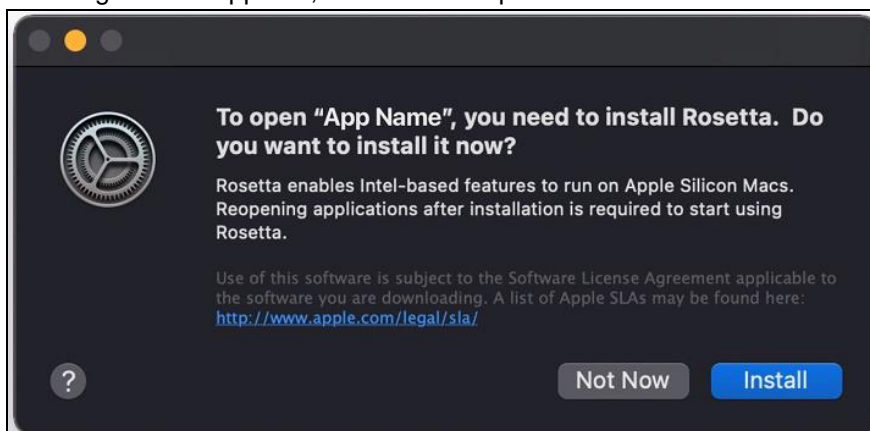 To open “App Name”, you need to install Rosetta. Do
you want to install it now?
Rosetta enables Intel-based features to run on Apple Silicon Macs.
Reopening applications after installation is required to start using
Rosetta.
Use of this software is subject to the Software License Agreement applicable to
the software you are downloading. A list of Apple SLAs may be found here:
http://www.apple.com/legal/sla/
?
Not Now Install